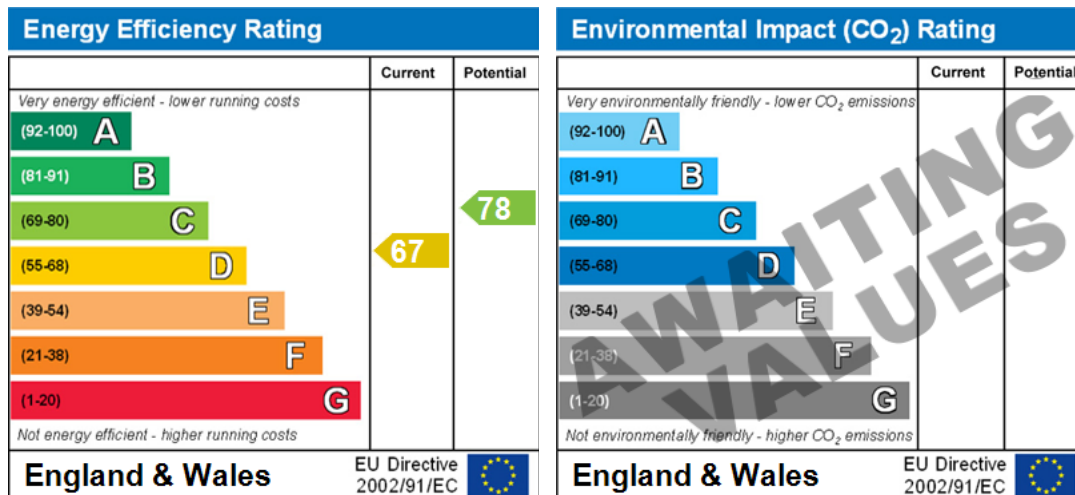 Energy Efficiency Rating
Current Potential
Very energy efficient - lower running costs
(92-100) A
(81-91) B
(69-80) C
(55-68) D
(39-54) E
(21-38) F
(1-20) G
78
67
Not energy efficient - higher running costs
England & Wales
EU Directive
2002/91/EC
Environmental Impact (CO₂) Rating
Current Potential
Very environmentally friendly - lower CO₂ emissions
(92-100) A
(81-91) B
(69-80) C
(55-68) D
(39-54) E
(21-38) F
(1-20) G
AWAITING
VALUES
Not environmentally friendly - higher CO₂ emissions
England & Wales
EU Directive
2002/91/EC